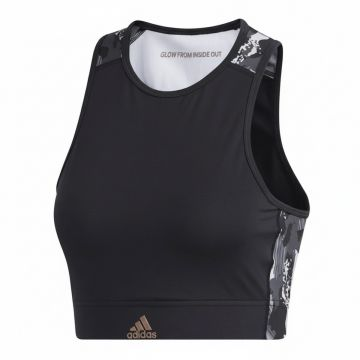 GLOW FROM INSIDE OUT
adidas